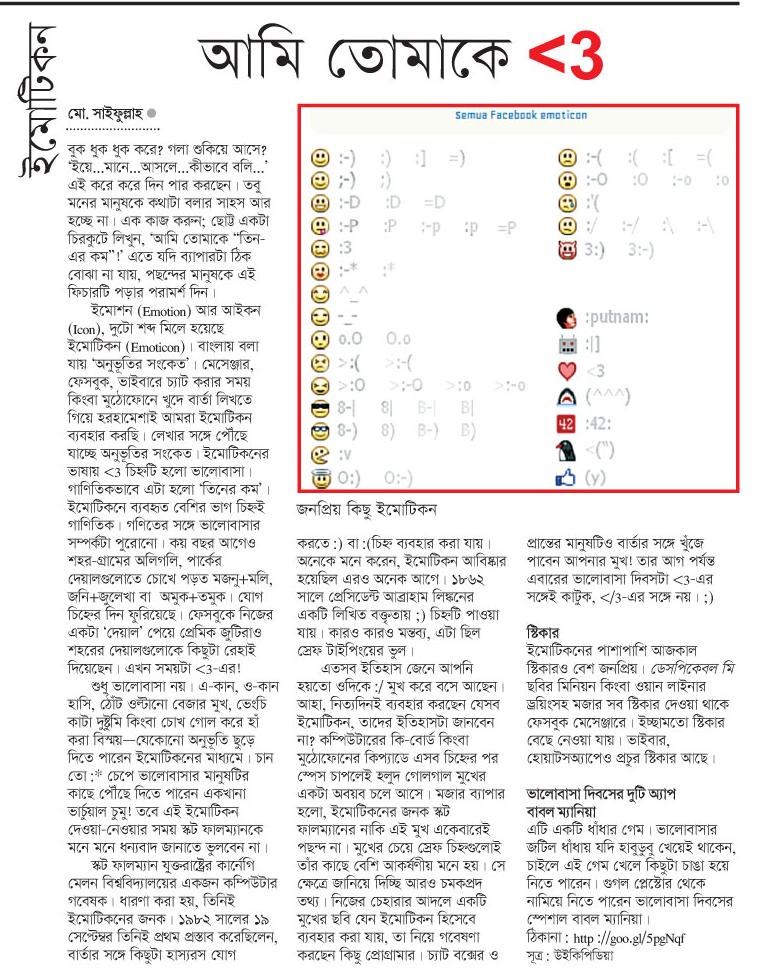 আমি তোমাকে <3
ইমোটিকন
মো. সাইফুল্লাহ
বুক ধুক ধুক করে? গলা শুকিয়ে আসে?
‘ইয়ে...মানে...আসলে...কীভাবে বলি...’
এই করে করে দিন পার করছেন। তবু
মনের মানুষকে কথাটা বলার সাহস আর
হচ্ছে না। এক কাজ করুন; ছোট্ট একটা
চিরকুটে লিখুন, ‘আমি তোমাকে “তিন-
এর কম”!’ এতে যদি ব্যাপারটা ঠিক
বোঝা না যায়, পছন্দের মানুষকে এই
ফিচারটি পড়ার পরামর্শ দিন।
ইমোশন (Emotion) আর আইকন
(Icon), দুটো শব্দ মিলে হয়েছে
ইমোটিকন (Emoticon)। বাংলায় বলা
যায় ‘অনুভূতির সংকেত’। মেসেঞ্জার,
ফেসবুক, ভাইবারে চ্যাট করার সময়
কিংবা মুঠোফোনে খুদে বার্তা লিখতে
গিয়ে হরহামেশাই আমরা ইমোটিকন
ব্যবহার করছি। লেখার সঙ্গে পৌঁছে
যাচ্ছে অনুভূতির সংকেত। ইমোটিকনের
ভাষায় <3 চিহ্নটি হলো ভালোবাসা।
গাণিতিকভাবে এটা হলো ‘তিনের কম’।
ইমোটিকনে ব্যবহৃত বেশির ভাগ চিহ্নই
গাণিতিক। গণিতের সঙ্গে ভালোবাসার
সম্পর্কটা পুরোনো। কয় বছর আগেও
শহর-গ্রামের অলিগলি, পার্কের
দেয়ালগুলোতে চোখে পড়ত মজনু+মলি,
জনি+জুলেখা বা অমুক+তমুক। যোগ
চিহ্নের দিন ফুরিয়েছে। ফেসবুকে নিজের
একটা ‘দেয়াল’ পেয়ে প্রেমিক জুটিরাও
শহরের দেয়ালগুলোকে কিছুটা রেহাই
দিয়েছেন। এখন সময়টা <3-এর!
শুধু ভালোবাসা নয়। এ-কান, ও-কান
হাসি, ঠোঁট ওল্টানো বেজার মুখ, ভেংচি
কাটা দুষ্টুমি কিংবা চোখ গোল করে হাঁ
করা বিস্ময়—যেকোনো অনুভূতি ছুড়ে
দিতে পারেন ইমোটিকনের মাধ্যমে। চান
তো :* চেপে ভালোবাসার মানুষটির
কাছে পৌঁছে দিতে পারেন একখানা
ভার্চুয়াল চুমু! তবে এই ইমোটিকন
দেওয়া-নেওয়ার সময় স্কট ফালম্যানকে
মনে মনে ধন্যবাদ জানাতে ভুলবেন না।
স্কট ফালম্যান যুক্তরাষ্ট্রের কার্নেগি
মেলন বিশ্ববিদ্যালয়ের একজন কম্পিউটার
গবেষক। ধারণা করা হয়, তিনিই
ইমোটিকনের জনক। ১৯৮২ সালের ১৯
সেপ্টেম্বর তিনিই প্রথম প্রস্তাব করেছিলেন,
বার্তার সঙ্গে কিছুটা হাস্যরস যোগ
Semua Facebook emoticon
:-) :) :] =)
;-) ;)
:-D :D =D
:-P :P :-p :p =P
:3
:-* :*
^_^
-_-
o.O O.o
>:( >:-(
>:O >:-O >:o >:-o
8-| 8| B-| B|
8-) 8) B-) B)
:v
O:) O:-)
:-( :( :[ =(
:-O :O :-o :o
:'(
:/ :-/ :\ :-\
3:) 3:-)
:putnam:
:|]
<3
(^^^)
42 :42:
<(")
(y)
জনপ্রিয় কিছু ইমোটিকন
করতে :) বা :(চিহ্ন ব্যবহার করা যায়।
অনেকে মনে করেন, ইমোটিকন আবিষ্কার
হয়েছিল এরও অনেক আগে। ১৮৬২
সালে প্রেসিডেন্ট আব্রাহাম লিঙ্কনের
একটি লিখিত বক্তৃতায় ;) চিহ্নটি পাওয়া
যায়। কারও কারও মন্তব্য, এটা ছিল
স্রেফ টাইপিংয়ের ভুল।
এতসব ইতিহাস জেনে আপনি
হয়তো ওদিকে :/ মুখ করে বসে আছেন।
আহা, নিত্যদিনই ব্যবহার করছেন যেসব
ইমোটিকন, তাদের ইতিহাসটা জানবেন
না? কম্পিউটারের কি-বোর্ড কিংবা
মুঠোফোনের কিপ্যাডে এসব চিহ্নের পর
স্পেস চাপলেই হলুদ গোলগাল মুখের
একটা অবয়ব চলে আসে। মজার ব্যাপার
হলো, ইমোটিকনের জনক স্কট
ফালম্যানের নাকি এই মুখ একেবারেই
পছন্দ না। মুখের চেয়ে স্রেফ চিহ্নগুলোই
তাঁর কাছে বেশি আকর্ষণীয় মনে হয়। সে
ক্ষেত্রে জানিয়ে দিচ্ছি আরও চমকপ্রদ
তথ্য। নিজের চেহারার আদলে একটি
মুখের ছবি যেন ইমোটিকন হিসেবে
ব্যবহার করা যায়, তা নিয়ে গবেষণা
করছেন কিছু প্রোগ্রামার। চ্যাট বক্সের ও
প্রান্তের মানুষটিও বার্তার সঙ্গে খুঁজে
পাবেন আপনার মুখ! তার আগ পর্যন্ত
এবারের ভালোবাসা দিবসটা <3-এর
সঙ্গেই কাটুক, </3-এর সঙ্গে নয়। ;)
স্টিকার
ইমোটিকনের পাশাপাশি আজকাল
স্টিকারও বেশ জনপ্রিয়। ডেসপিকেবল মি
ছবির মিনিয়ন কিংবা ওয়ান লাইনার
ড্রয়িংসহ মজার সব স্টিকার দেওয়া থাকে
ফেসবুক মেসেঞ্জারে। ইচ্ছামতো স্টিকার
বেছে নেওয়া যায়। ভাইবার,
হোয়াটসঅ্যাপেও প্রচুর স্টিকার আছে।
ভালোবাসা দিবসের দুটি অ্যাপ
বাবল ম্যানিয়া
এটি একটি ধাঁধার গেম। ভালোবাসার
জটিল ধাঁধায় যদি হাবুডুবু খেয়েই থাকেন,
চাইলে এই গেম খেলে কিছুটা চাঙা হয়ে
নিতে পারেন। গুগল প্লেস্টোর থেকে
নামিয়ে নিতে পারেন ভালোবাসা দিবসের
স্পেশাল বাবল ম্যানিয়া।
ঠিকানা : http ://goo.gl/5pgNqf
সূত্র : উইকিপিডিয়া